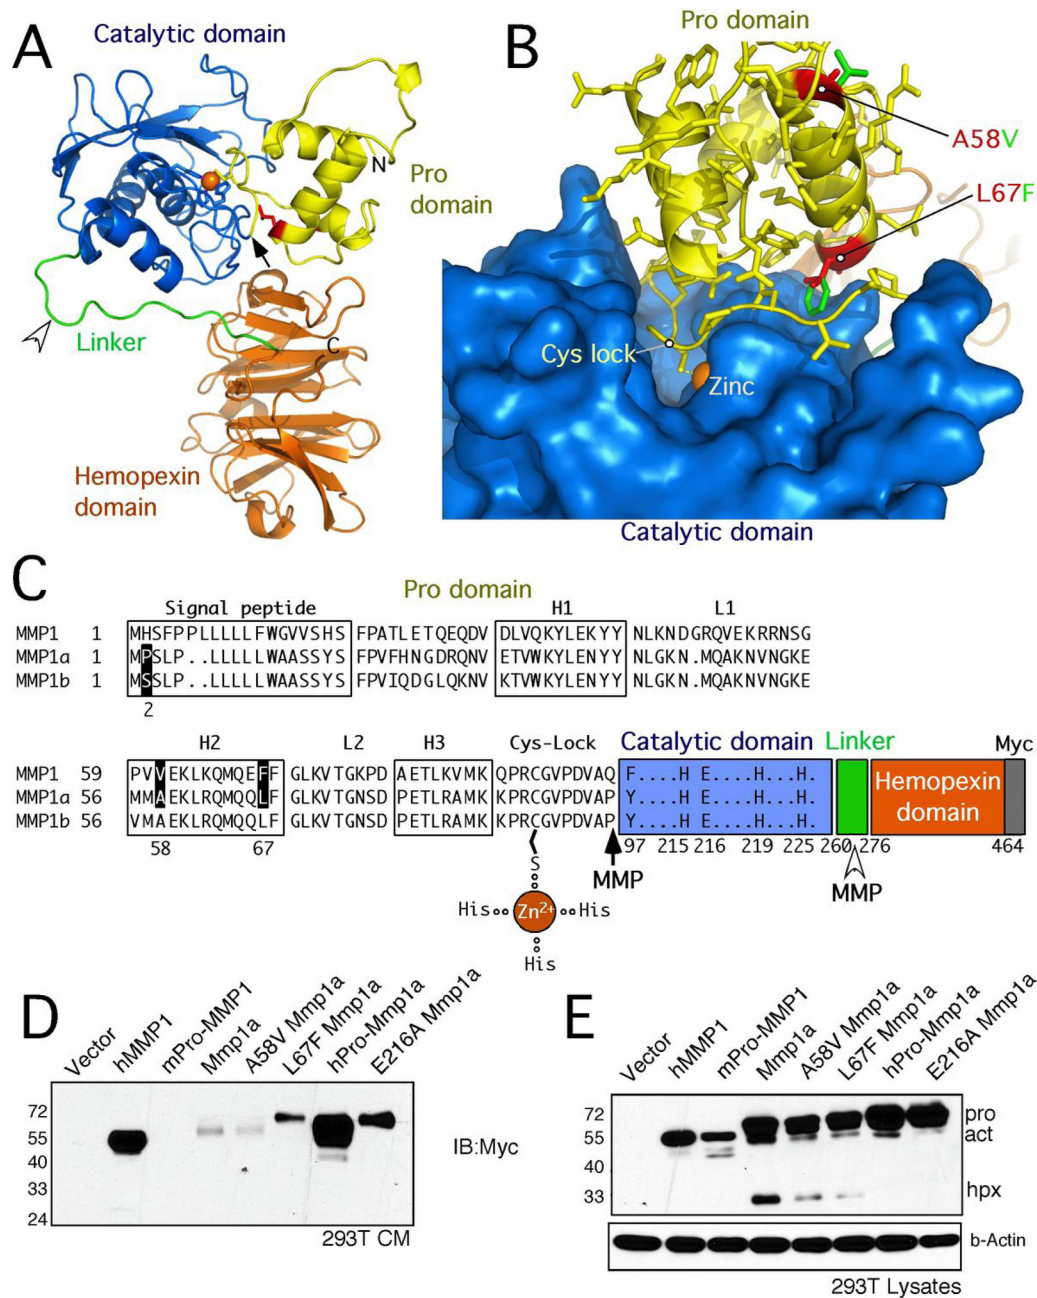 A
Catalytic domain
N
Pro
domain
Linker
C
Hemopexin
domain
B
Pro domain
A58V
L67F
Cys lock
Zinc
Catalytic domain
C
Pro domain
Signal peptide H1 L1
MMP1 1 MHSFPPLLLLLFWGVVSHS FPATLETQEQDV DLVQKYLEKYY NLKNDGRQVEKRRNSG
MMP1a 1 MPSLP..LLLLLWAASSYS FPVFHNGDRQNV ETVWKYLENYY NLGKN.MQAKNVNGKE
MMP1b 1 MSSLP..LLLLLWAASSYS FPVIQDGLQKNV KTVWKYLENYY NLGKN.MQAKNVNGKE
2
H2 L2 H3 Cys-Lock Catalytic domain Linker Myc
MMP1 59 PVVEKLKQMQEFF GLKVTGKPD AETLKVMK QPRCGVPDVAQ F....H E....H..H.
MMP1a 56 MMAEKLRQMQQLF GLKVTGNSD PETLRAMK KPRCGVPDVAP Y....H E....H..H.
MMP1b 56 VMAEKLRQMQQLF GLKVTGNSD PETLRAMK KPRCGVPDVAP Y....H E....H..H.
Hemopexin
domain
58 67 97 215 216 219 225 260 276 464
MMP MMP
S
His Zn2+ His
His
D
Vector
hMMP1
mPro-MMP1
Mmp1a
A58V Mmp1a
L67F Mmp1a
hPro-Mmp1a
E216A Mmp1a
72
55
40
33
24
IB:Myc
293T CM
E
Vector
hMMP1
mPro-MMP1
Mmp1a
A58V Mmp1a
L67F Mmp1a
hPro-Mmp1a
E216A Mmp1a
72
55
40
33
pro
act
hpx
b-Actin
293T Lysates